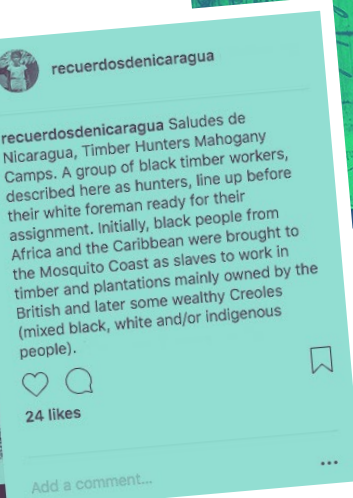 recuerdosdenicaragua
recuerdosdenicaragua Saludes de
Nicaragua, Timber Hunters Mahogany
Camps. A group of black timber workers,
described here as hunters, line up before
their white foreman ready for their
assignment. Initially, black people from
Africa and the Caribbean were brought to
the Mosquito Coast as slaves to work in
timber and plantations mainly owned by the
British and later some wealthy Creoles
(mixed black, white and/or indigenous
people).
24 likes
Add a comment...